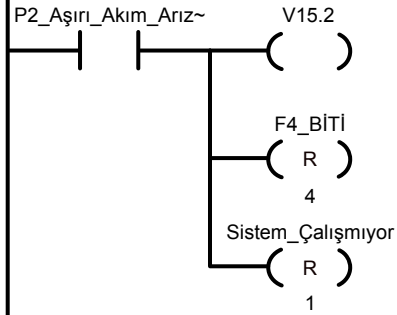 P2_Aşırı_Akım_Arız~
V15.2
F4_BİTİ
R
4
Sistem_Çalışmıyor
R
1